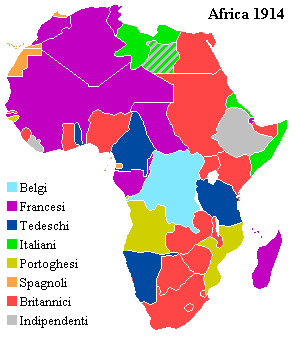 Africa 1914
Belgi
Francesi
Tedeschi
Italiani
Portoghesi
Spagnoli
Britannici
Indipendenti